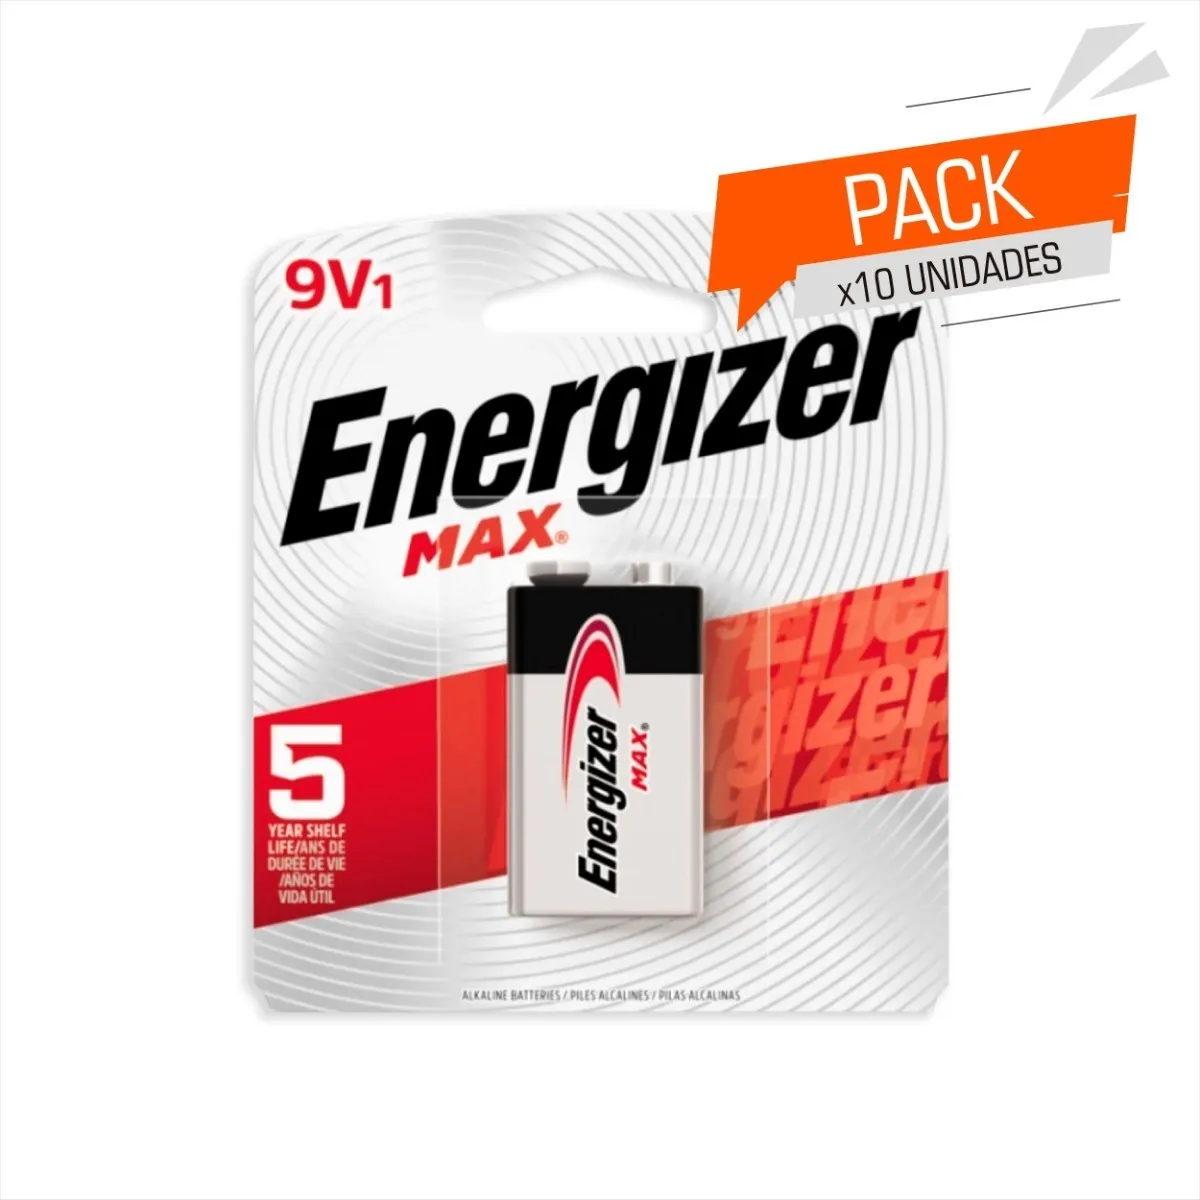 PACK
x10 UNIDADES
9V1
Energizer
MAX®
Energizer
MAX®
Energizer
5
YEAR SHELF
LIFE/ANS DE
DURÉE DE VIE
/AÑOS DE
VIDA ÚTIL
ALKALINE BATTERIES / PILES ALCALINES / PILAS ALCALINAS